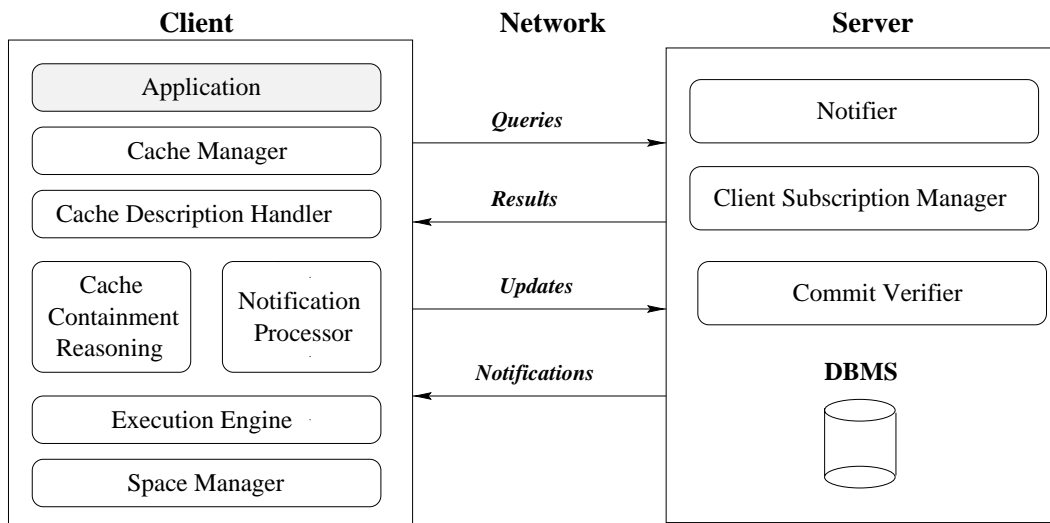 Client
Network
Server
Application
Cache Manager
Cache Description Handler
Cache
Containment
Reasoning
Notification
Processor
Execution Engine
Space Manager
Queries
Results
Updates
Notifications
Notifier
Client Subscription Manager
Commit Verifier
DBMS